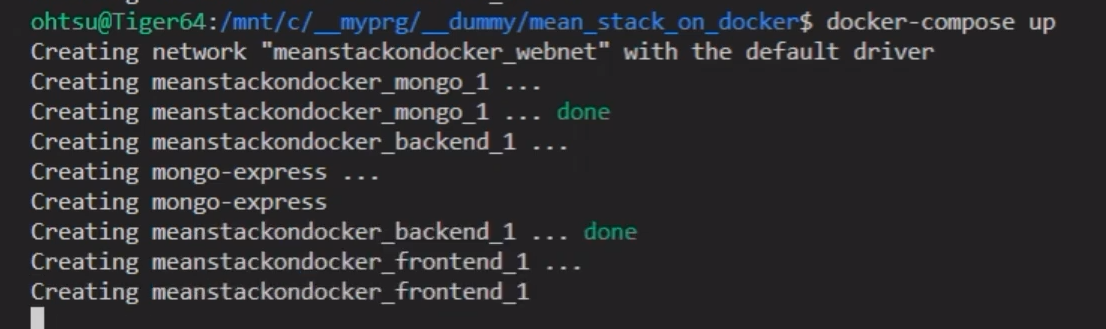 ohtsu@Tiger64:/mnt/c/__myprg/__dummy/mean_stack_on_docker$ docker-compose up
Creating network "meanstackondocker_webnet" with the default driver
Creating meanstackondocker_mongo_1 ...
Creating meanstackondocker_mongo_1 ... done
Creating meanstackondocker_backend_1 ...
Creating mongo-express ...
Creating mongo-express
Creating meanstackondocker_backend_1 ... done
Creating meanstackondocker_frontend_1 ...
Creating meanstackondocker_frontend_1